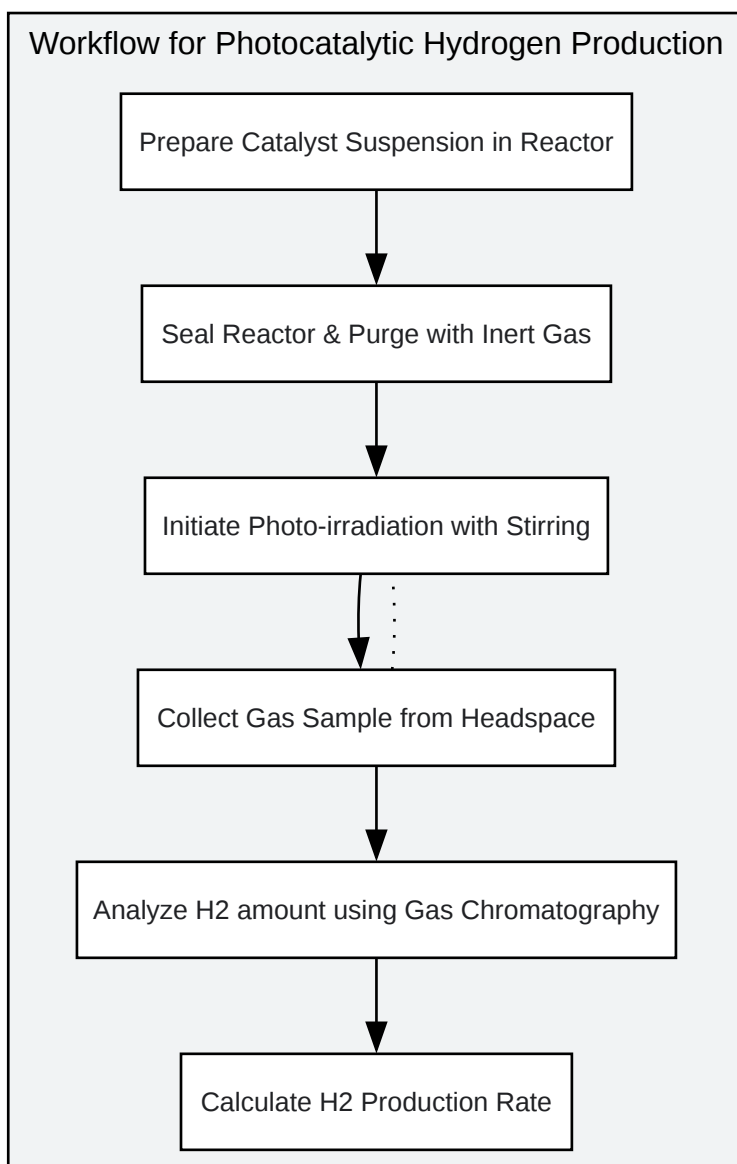 Workflow for Photocatalytic Hydrogen Production
Prepare Catalyst Suspension in Reactor
Seal Reactor & Purge with Inert Gas
Initiate Photo-irradiation with Stirring
Collect Gas Sample from Headspace
Analyze H2 amount using Gas Chromatography
Calculate H2 Production Rate